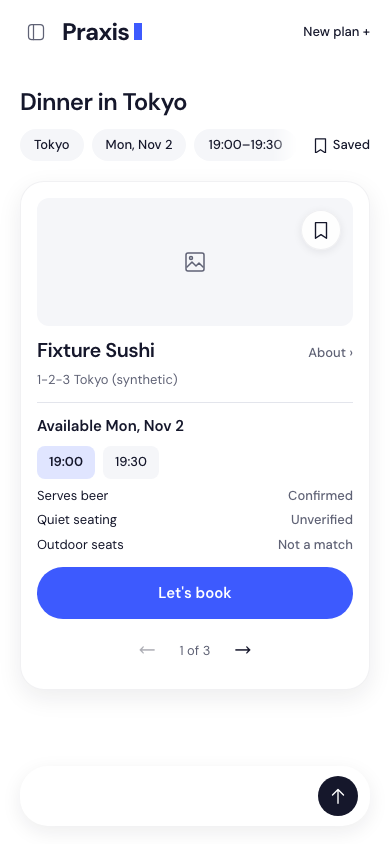 Praxis
New plan +
Dinner in Tokyo
Tokyo
Mon, Nov 2
19:00–19:30
Saved
Fixture Sushi
About ›
1-2-3 Tokyo (synthetic)
Available Mon, Nov 2
19:00
19:30
Serves beer
Confirmed
Quiet seating
Unverified
Outdoor seats
Not a match
Let's book
← 1 of 3 →